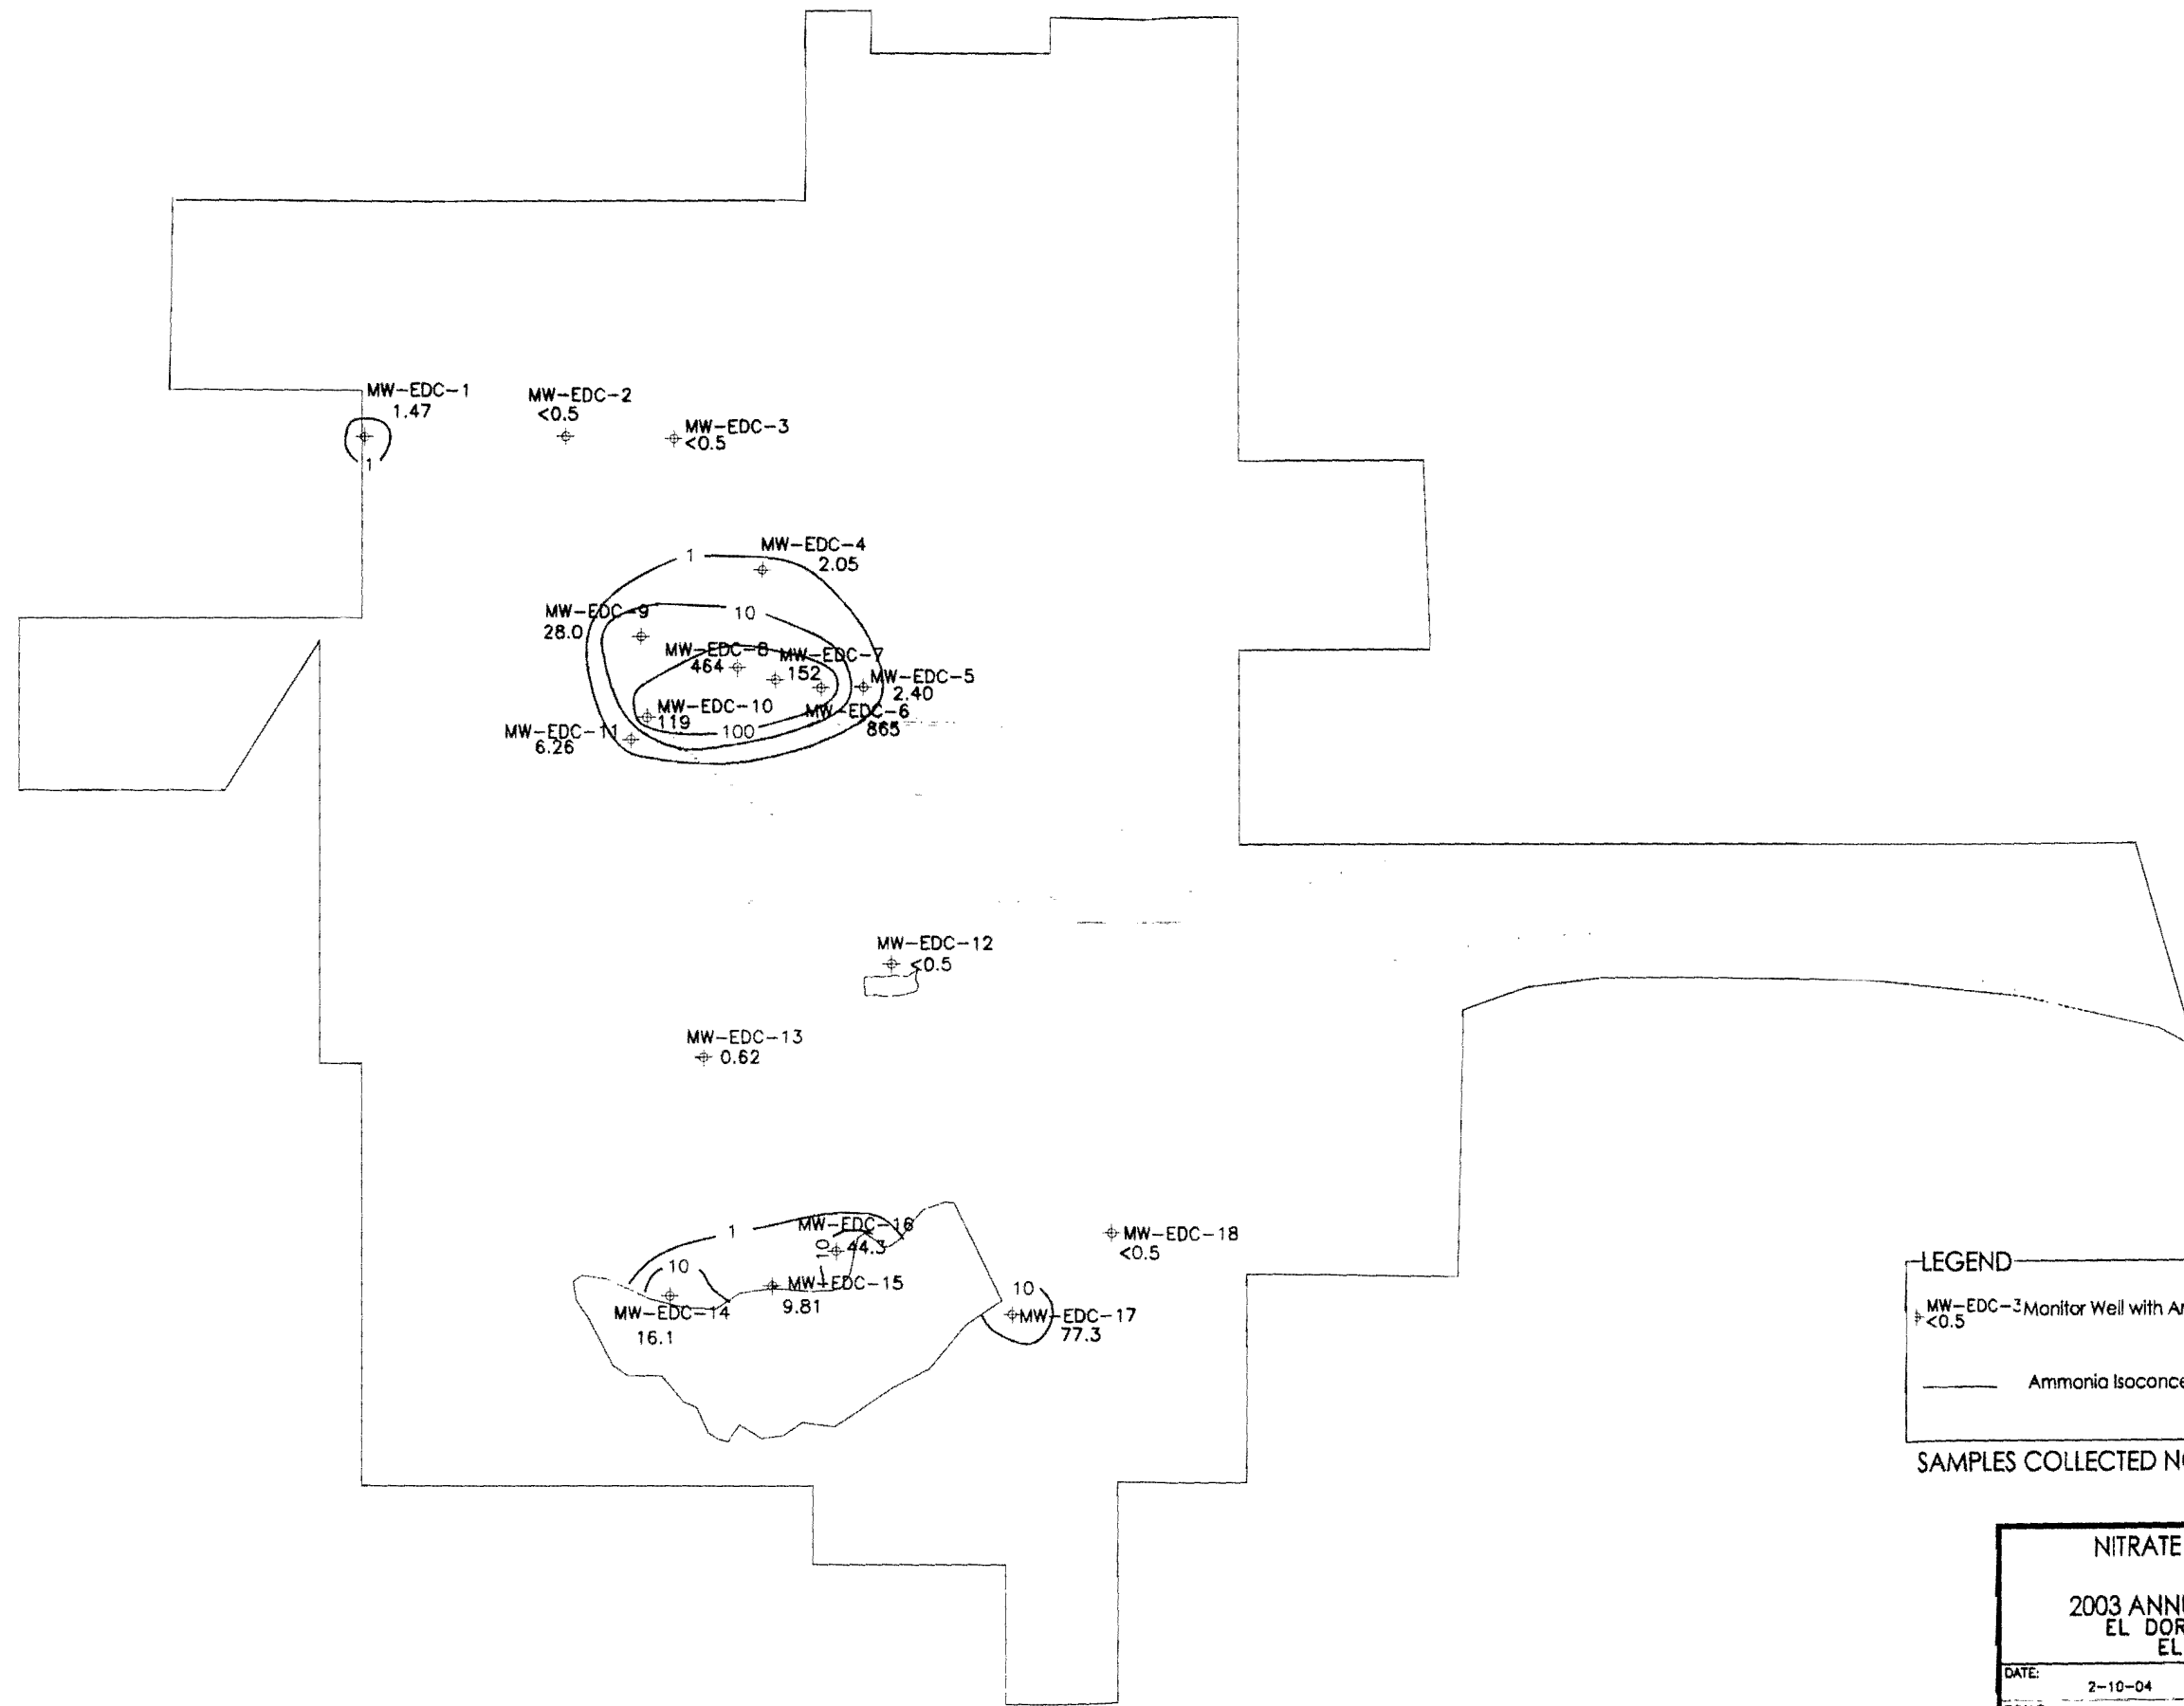 MW-EDC-1
1.47
1
MW-EDC-2
<0.5
MW-EDC-3
<0.5
1
MW-EDC-4
2.05
10
MW-EDC-9
28.0
MW-EDC-8
464
MW-EDC-7
152
MW-EDC-5
2.40
MW-EDC-10
119
MW-EDC-6
865
100
MW-EDC-11
6.26
MW-EDC-12
<0.5
MW-EDC-13
0.62
1
MW-EDC-16
44.3
10
10
MW-EDC-15
9.81
MW-EDC-14
16.1
MW-EDC-18
<0.5
10
MW-EDC-17
77.3
LEGEND
MW-EDC-3 Monitor Well with
<0.5
Ammonia
SAMPLES COLLECTED
NITRATE
2003
EL
EL
DATE:
2-10-04